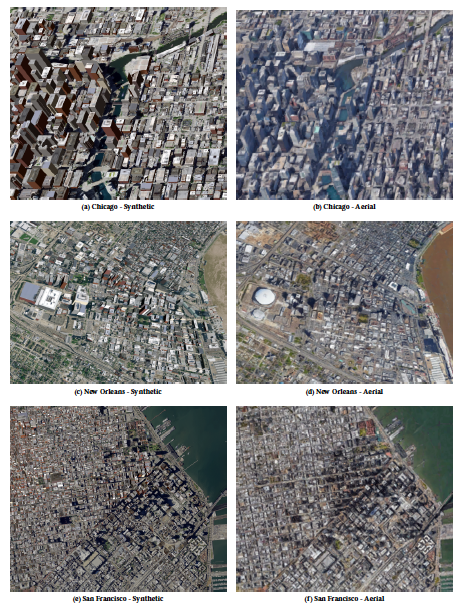 (a) Chicago - Synthetic
(b) Chicago - Aerial
(c) New Orleans - Synthetic
(d) New Orleans - Aerial
(e) San Francisco - Synthetic
(f) San Francisco - Aerial